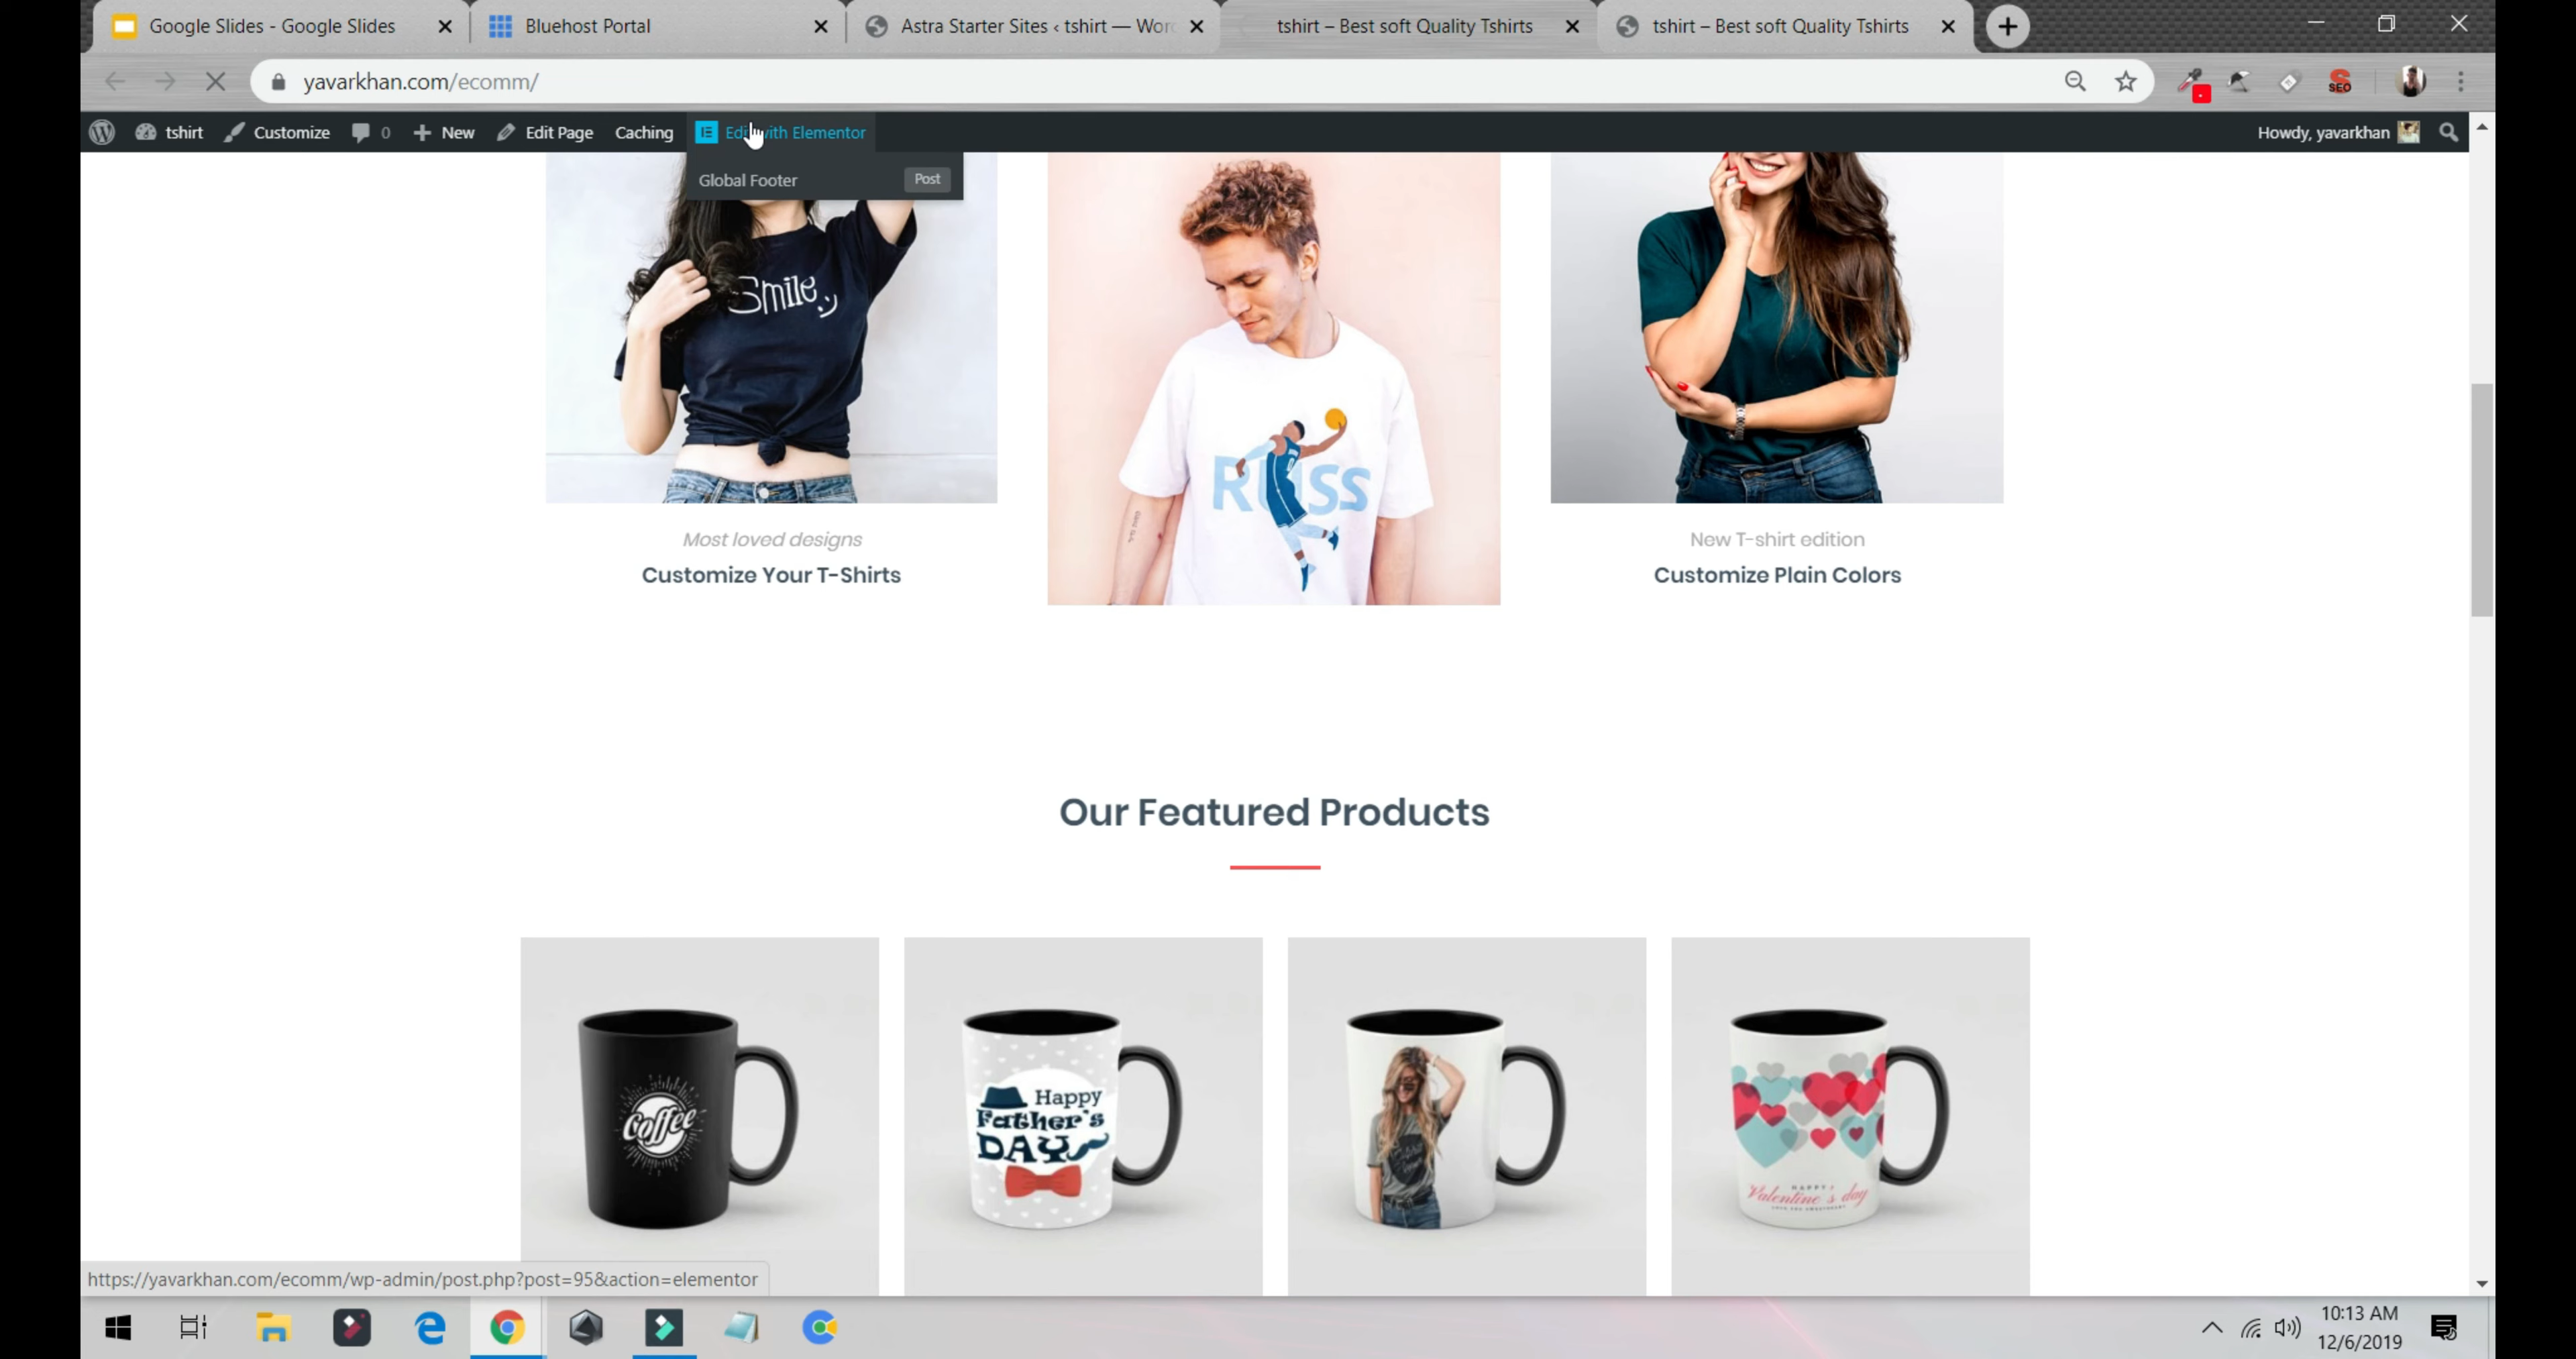 Google Slides - Google Slides
Bluehost Portal
Astra Starter Sites ‹ tshirt — Wor
tshirt – Best soft Quality Tshirts
tshirt – Best soft Quality Tshirts
yavarkhan.com/ecomm/
SEO
tshirt
Customize
0
New
Edit Page
Caching
Edit with Elementor
Howdy, yavarkhan
Global Footer
Post
Smile
RUSS
Most loved designs
Customize Your T-Shirts
New T-shirt edition
Customize Plain Colors
Our Featured Products
Coffee
Happy
Father's
DAY
HAPPY
Valentine's day
https://yavarkhan.com/ecomm/wp-admin/post.php?post=95&action=elementor
10:13 AM
12/6/2019